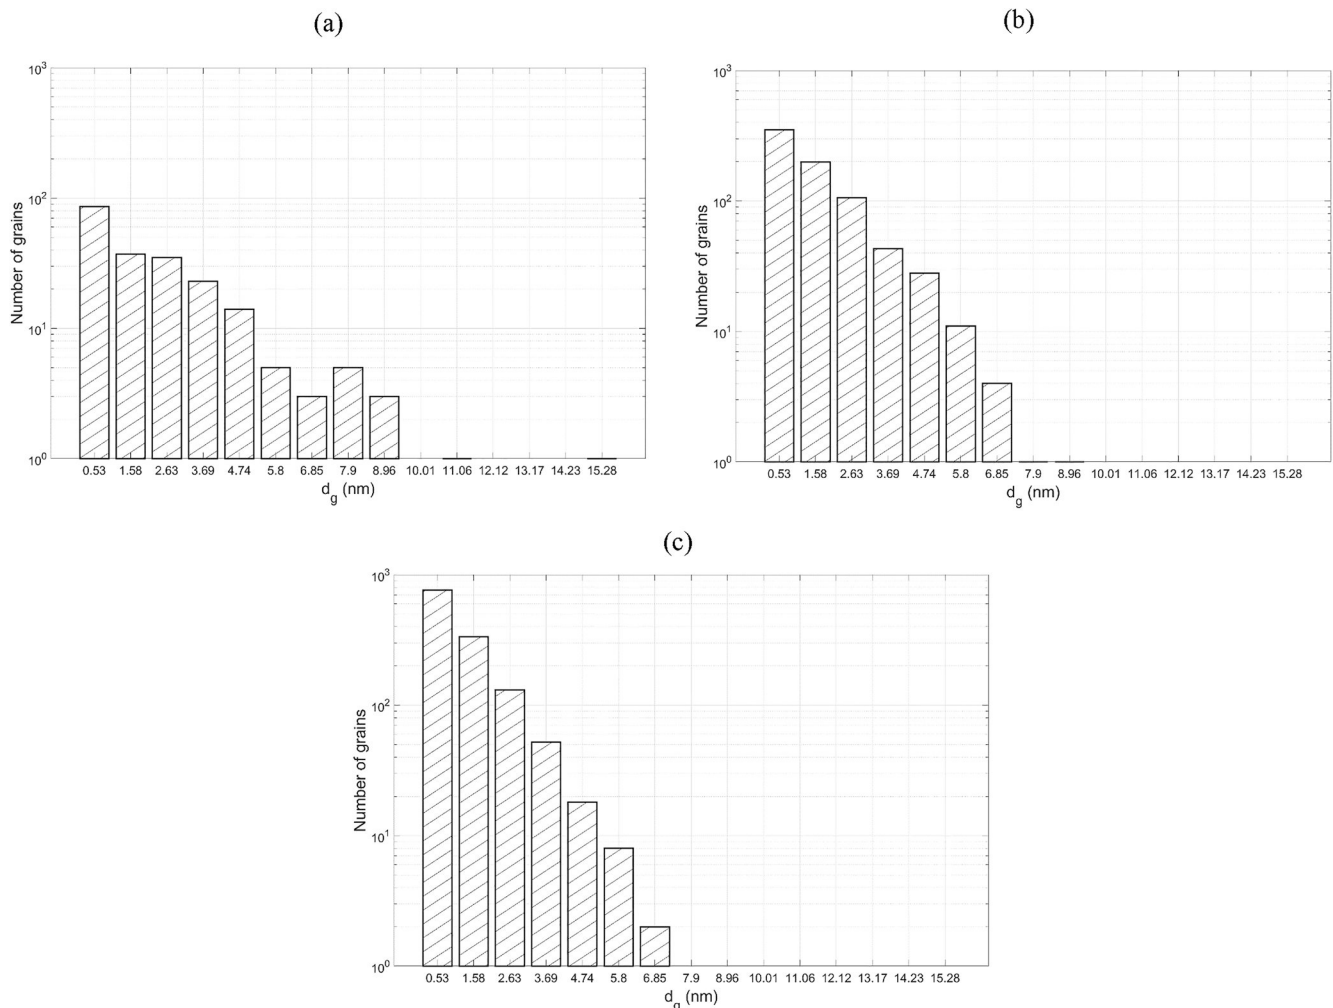 (a)
10^3
10^2
10^1
10^0
Number of grains
0.53 1.58 2.63 3.69 4.74 5.8 6.85 7.9 8.96 10.01 11.06 12.12 13.17 14.23 15.28
d_g (nm)
(b)
10^3
10^2
10^1
10^0
Number of grains
0.53 1.58 2.63 3.69 4.74 5.8 6.85 7.9 8.96 10.01 11.06 12.12 13.17 14.23 15.28
d_g (nm)
(c)
10^3
10^2
10^1
10^0
Number of grains
0.53 1.58 2.63 3.69 4.74 5.8 6.85 7.9 8.96 10.01 11.06 12.12 13.17 14.23 15.28
d_g (nm)